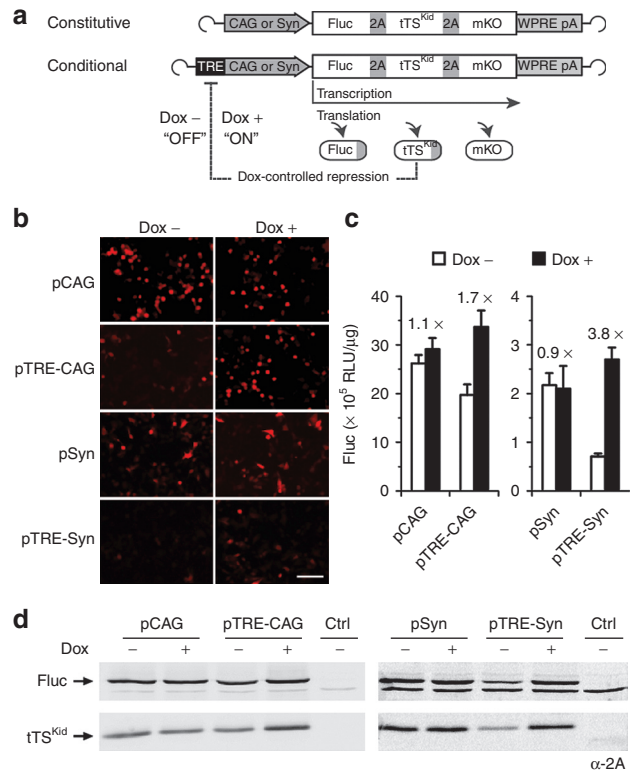 a
Constitutive
CAG or Syn Fluc 2A tTS^Kid 2A mKO WPRE pA
Conditional
TRE CAG or Syn Fluc 2A tTS^Kid 2A mKO WPRE pA
Transcription
Dox – Dox + Translation
"OFF" "ON"
Fluc tTS^Kid mKO
Dox-controlled repression
b
Dox – Dox +
pCAG
pTRE-CAG
pSyn
pTRE-Syn
c
Dox – Dox +
Fluc (× 10^5 RLU/μg)
40
30
20
10
0
1.1 ×
1.7 ×
pCAG
pTRE-CAG
4
3
2
1
0
0.9 ×
3.8 ×
pSyn
pTRE-Syn
d
pCAG pTRE-CAG Ctrl pSyn pTRE-Syn Ctrl
Dox – + – + – – + – + –
Fluc
tTS^Kid
α-2A